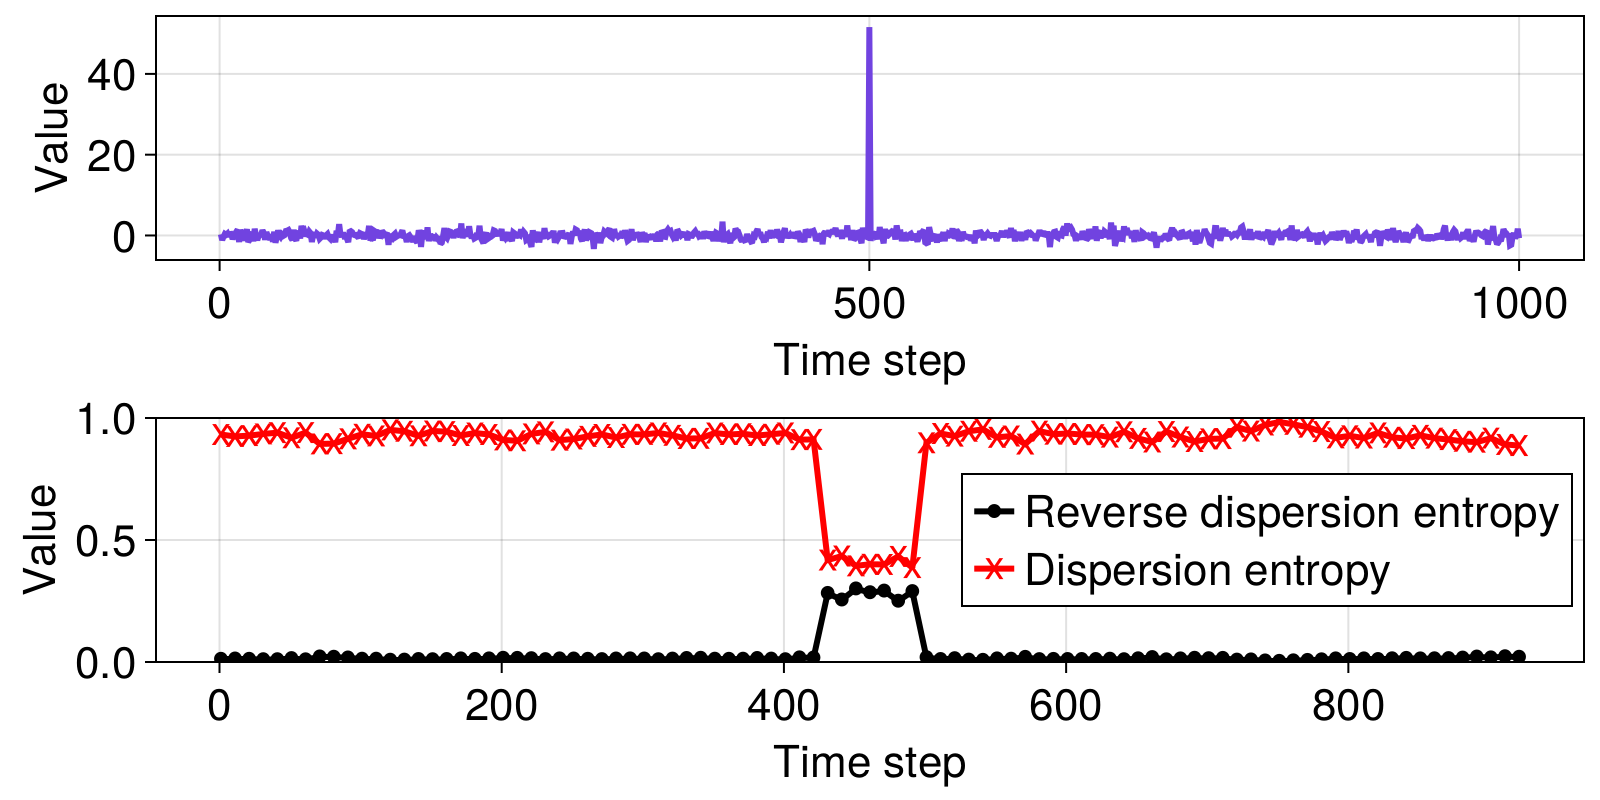 Value
40
20
0
0 500 1000
Time step
Value
1.0
0.5
0.0
Reverse dispersion entropy
Dispersion entropy
0 200 400 600 800
Time step